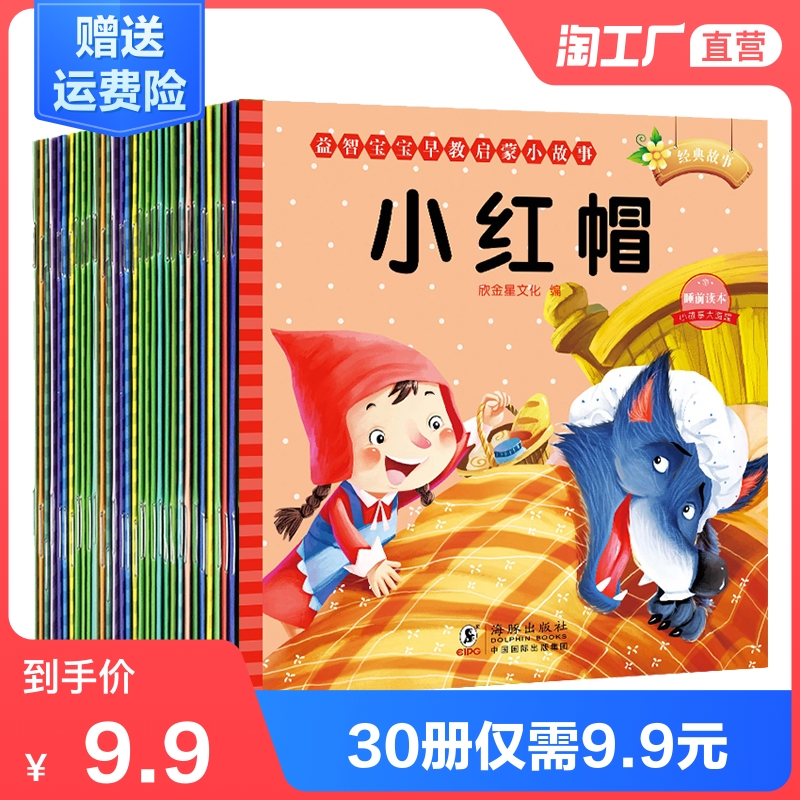 赠送
运费险
淘工厂 直营
益智宝宝早教启蒙小故事
经典故事
小红帽
欣金星文化 编
睡前读本
海豚出版社
DOLPHIN BOOKS
CIPG
中国国际出版集团
到手价
¥ 9.9
30册仅需9.9元